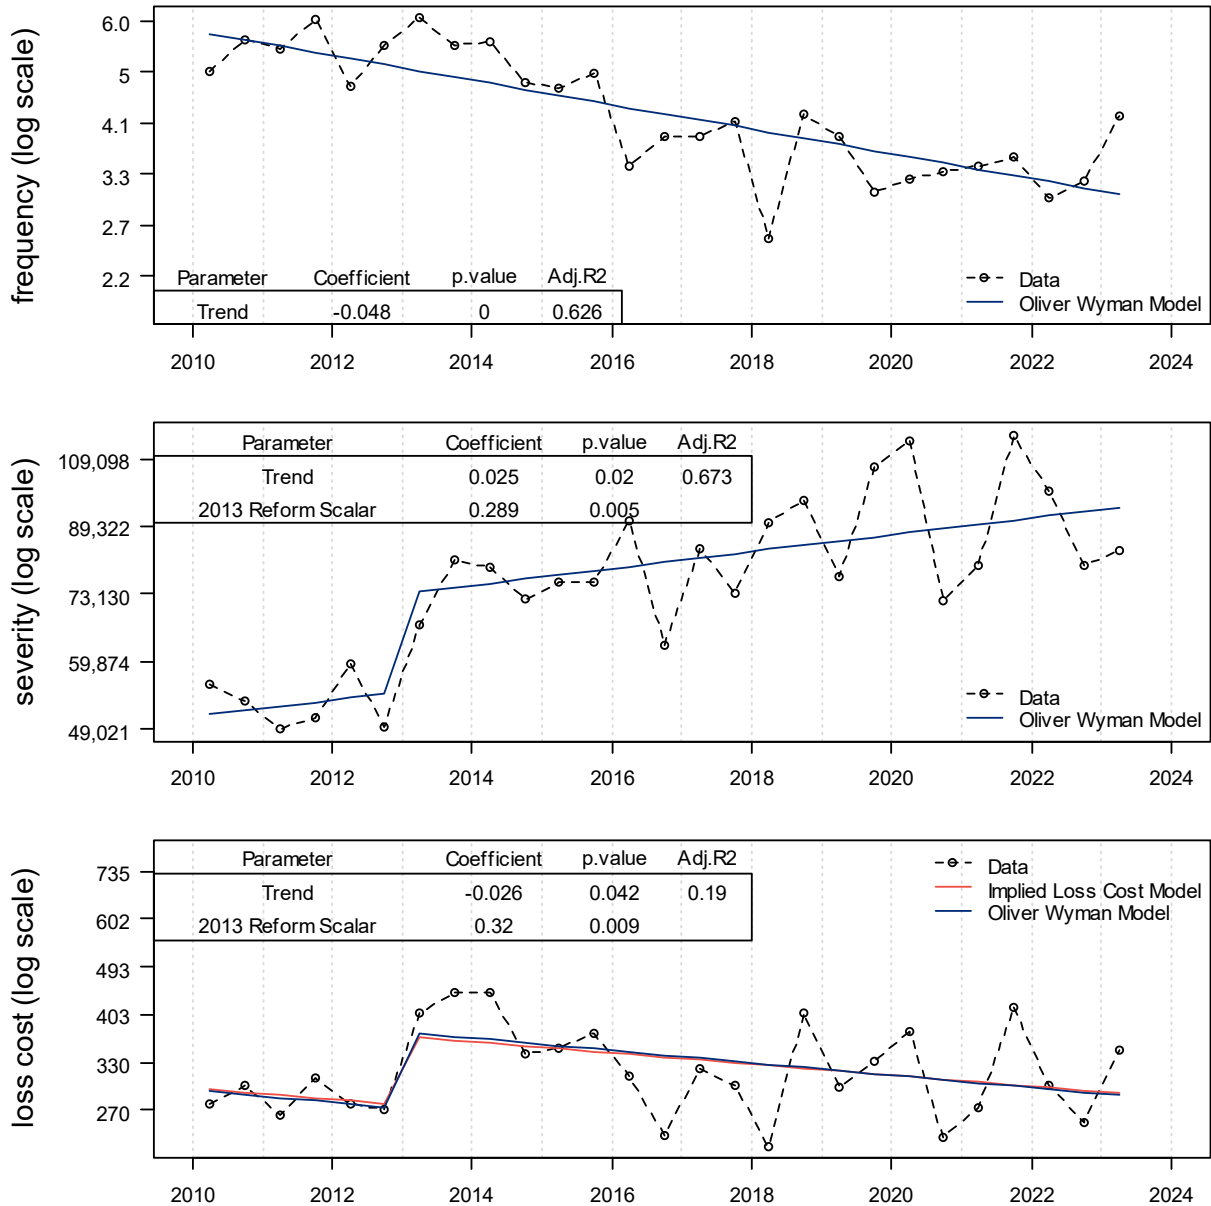 frequency (log scale)
6.0
5
4.1
3.3
2.7
2.2
Parameter Coefficient p.value Adj.R2
Trend -0.048 0 0.626
Data
Oliver Wyman Model
2010 2012 2014 2016 2018 2020 2022 2024
severity (log scale)
109,098
89,322
73,130
59,874
49,021
Parameter Coefficient p.value Adj.R2
Trend 0.025 0.02 0.673
2013 Reform Scalar 0.289 0.005
Data
Oliver Wyman Model
2010 2012 2014 2016 2018 2020 2022 2024
loss cost (log scale)
735
602
493
403
330
270
Parameter Coefficient p.value Adj.R2
Trend -0.026 0.042 0.19
2013 Reform Scalar 0.32 0.009
Data
Implied Loss Cost Model
Oliver Wyman Model
2010 2012 2014 2016 2018 2020 2022 2024